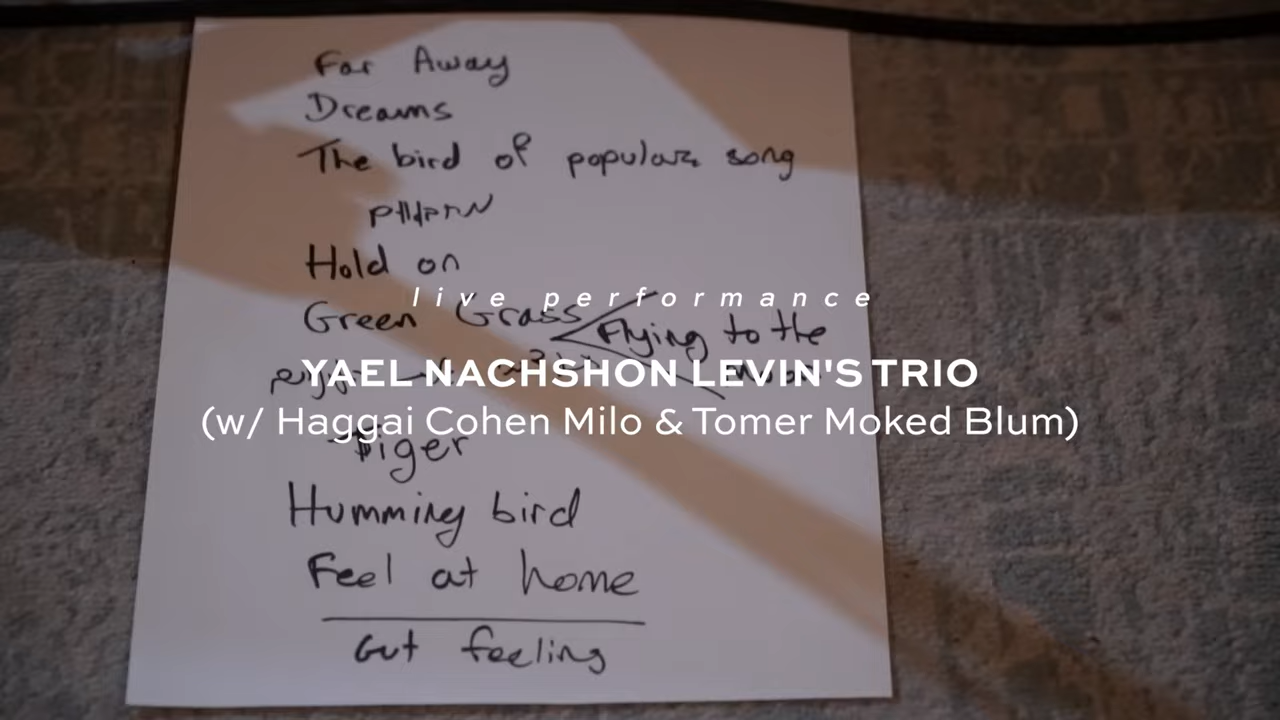 Far Away
Dreams
The bird of popular song
Hold on
live performance
Green Grass
Flying to the
YAEL NACHSHON LEVIN'S TRIO
(w/ Haggai Cohen Milo & Tomer Moked Blum)
Tiger
Humming bird
Feel at home
Gut feeling